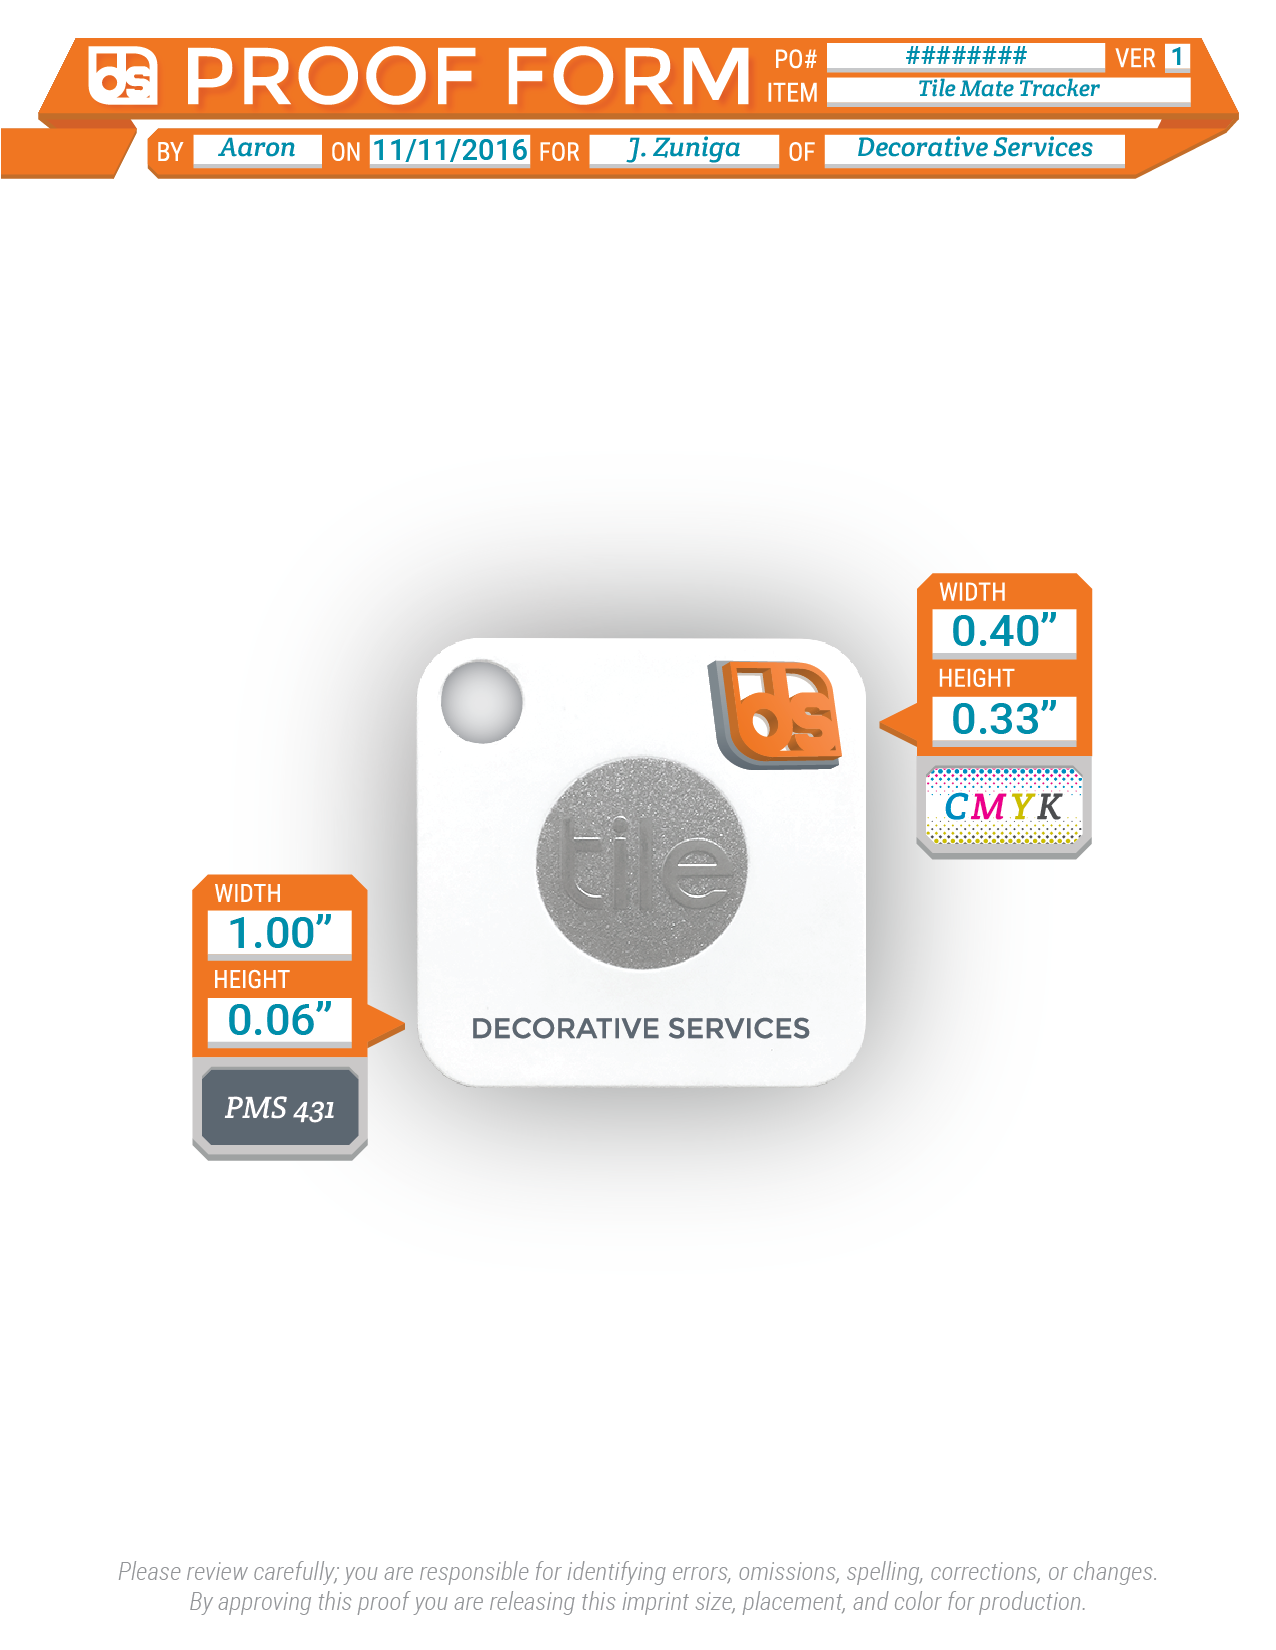 ds PROOF FORM PO# ######## VER 1
ITEM Tile Mate Tracker
BY Aaron ON 11/11/2016 FOR J. Zuniga OF Decorative Services
WIDTH
0.40”
HEIGHT
0.33”
CMYK
ds
tile
DECORATIVE SERVICES
WIDTH
1.00”
HEIGHT
0.06”
PMS 431
Please review carefully; you are responsible for identifying errors, omissions, spelling, corrections, or changes.
By approving this proof you are releasing this imprint size, placement, and color for production.